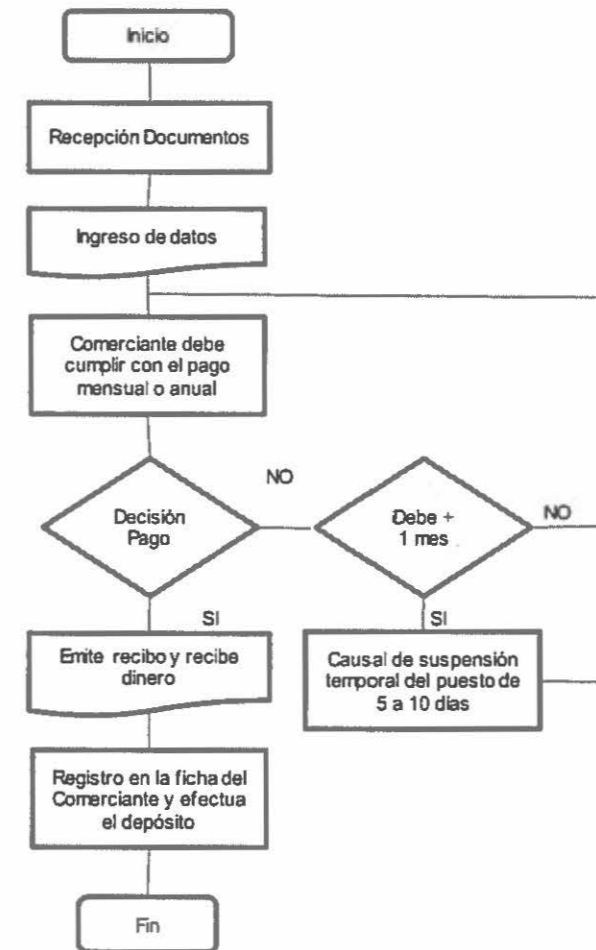 Inicio
Recepción Documentos
Ingreso de datos
Comerciante debe
cumplir con el pago
mensual o anual
Decisión
Pago
NO
Debe +
1 mes
NO
SI
Emite recibo y recibe
dinero
SI
Causal de suspensión
temporal del puesto de
5 a 10 días
Registro en la ficha del
Comerciante y efectua
el depósito
Fin